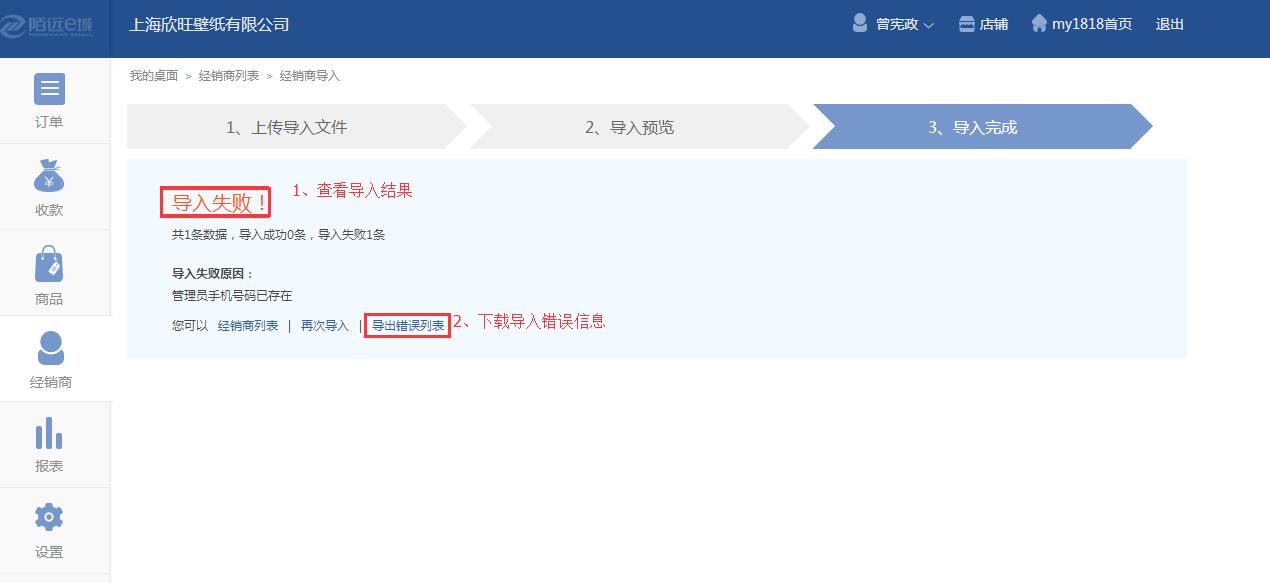 陌远e城
上海欣旺壁纸有限公司
曾宪政
店铺
my1818首页
退出
我的桌面 > 经销商列表 > 经销商导入
1、上传导入文件
2、导入预览
3、导入完成
订单
收款
商品
经销商
报表
设置
导入失败！
1、查看导入结果
共1条数据，导入成功0条，导入失败1条
导入失败原因：
管理员手机号码已存在
您可以 经销商列表 | 再次导入 | 导出错误列表
2、下载导入错误信息